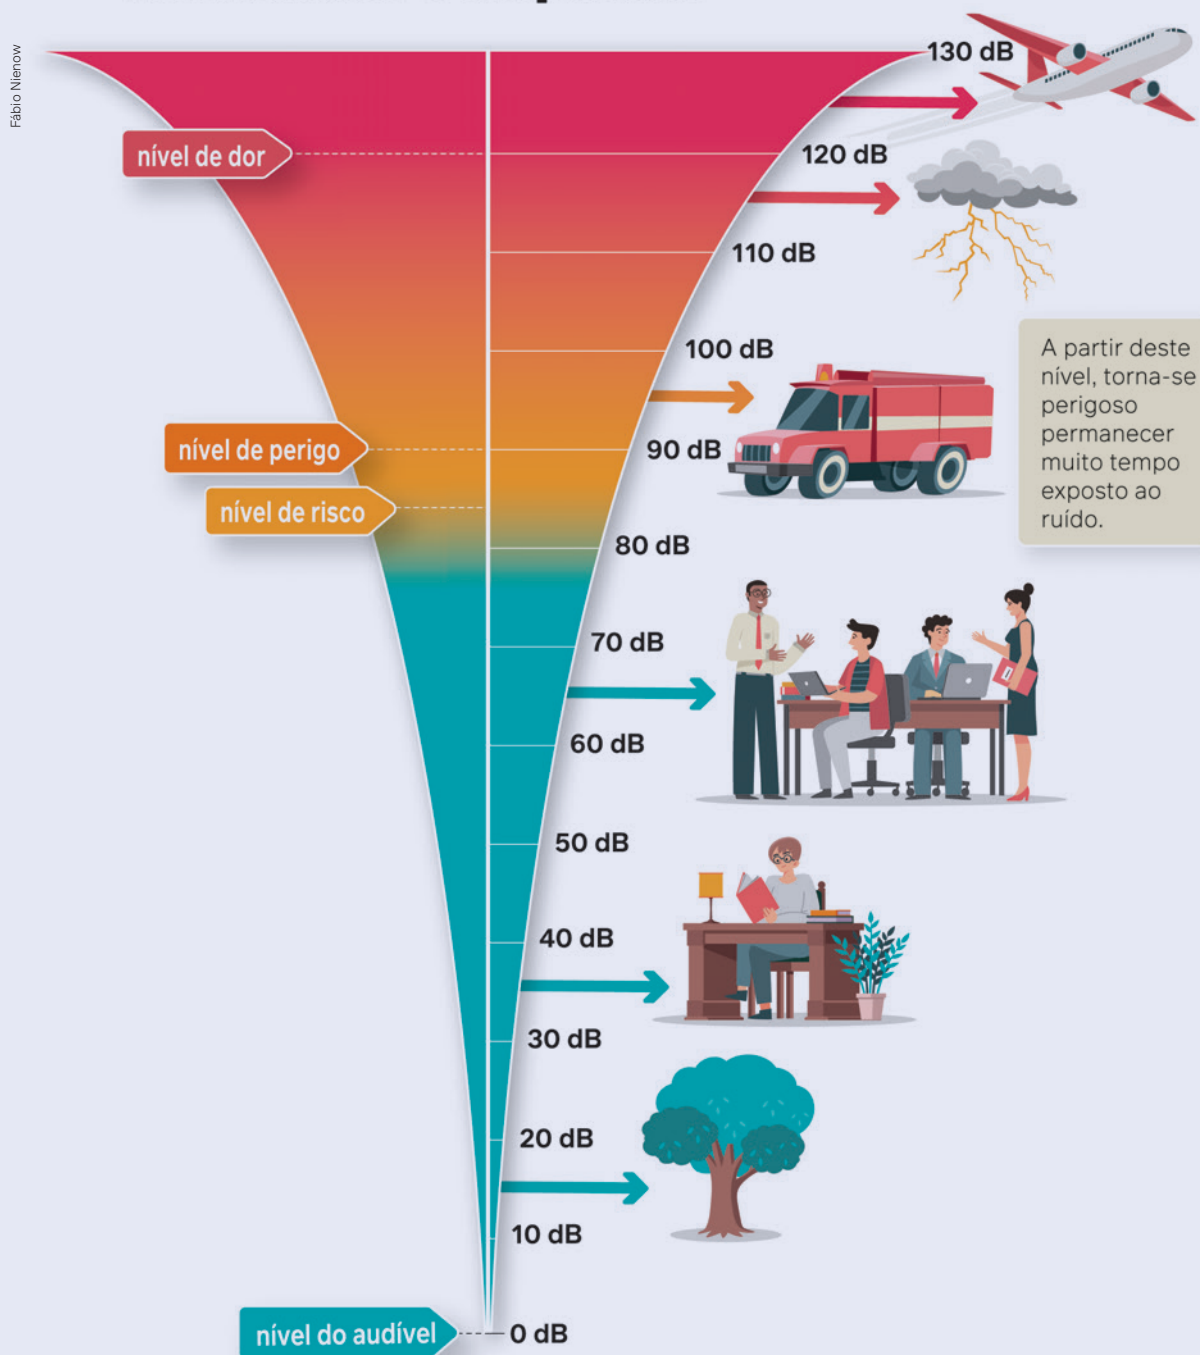 Fábio Nienow
130 dB
nível de dor
120 dB
110 dB
100 dB
A partir deste
nível, torna-se
perigoso
permanecer
muito tempo
exposto ao
ruído.
nível de perigo
90 dB
nível de risco
80 dB
70 dB
60 dB
50 dB
40 dB
30 dB
20 dB
10 dB
nível do audível
0 dB